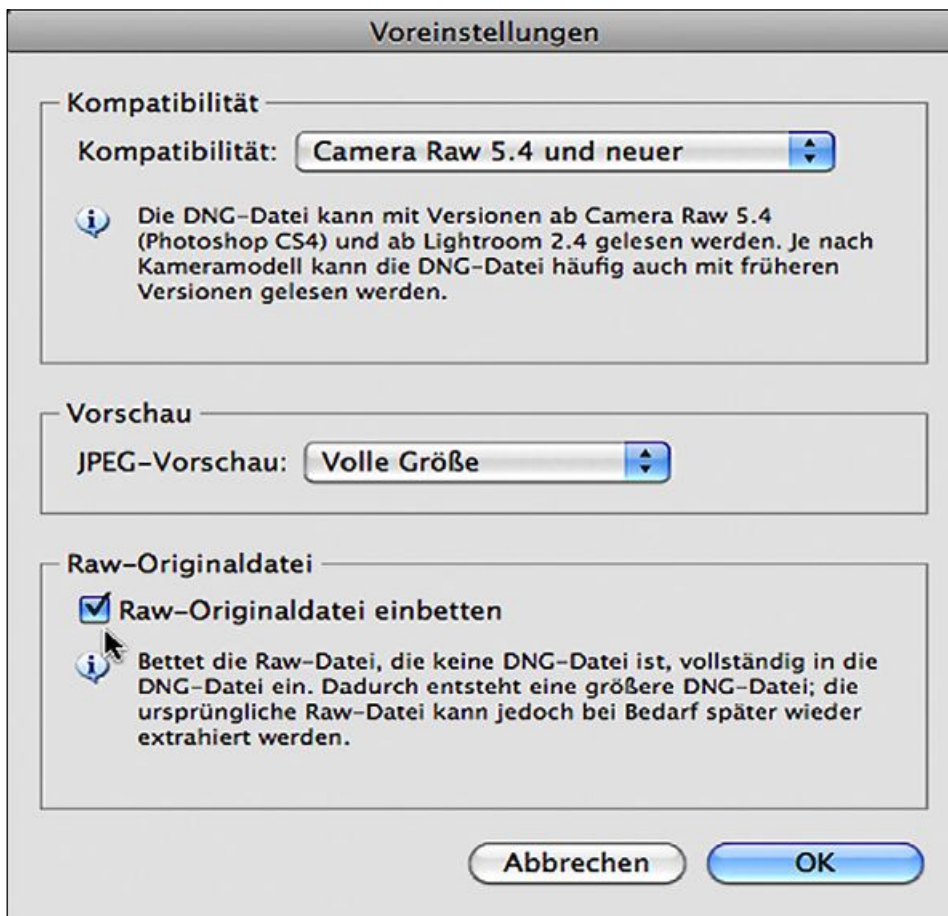 Voreinstellungen
Kompatibilität
Kompatibilität: Camera Raw 5.4 und neuer
Die DNG-Datei kann mit Versionen ab Camera Raw 5.4
(Photoshop CS4) und ab Lightroom 2.4 gelesen werden. Je nach
Kameramodell kann die DNG-Datei häufig auch mit früheren
Versionen gelesen werden.
Vorschau
JPEG-Vorschau: Volle Größe
Raw-Originaldatei
Raw-Originaldatei einbetten
Bettet die Raw-Datei, die keine DNG-Datei ist, vollständig in die
DNG-Datei ein. Dadurch entsteht eine größere DNG-Datei; die
ursprüngliche Raw-Datei kann jedoch bei Bedarf später wieder
extrahiert werden.
Abbrechen OK